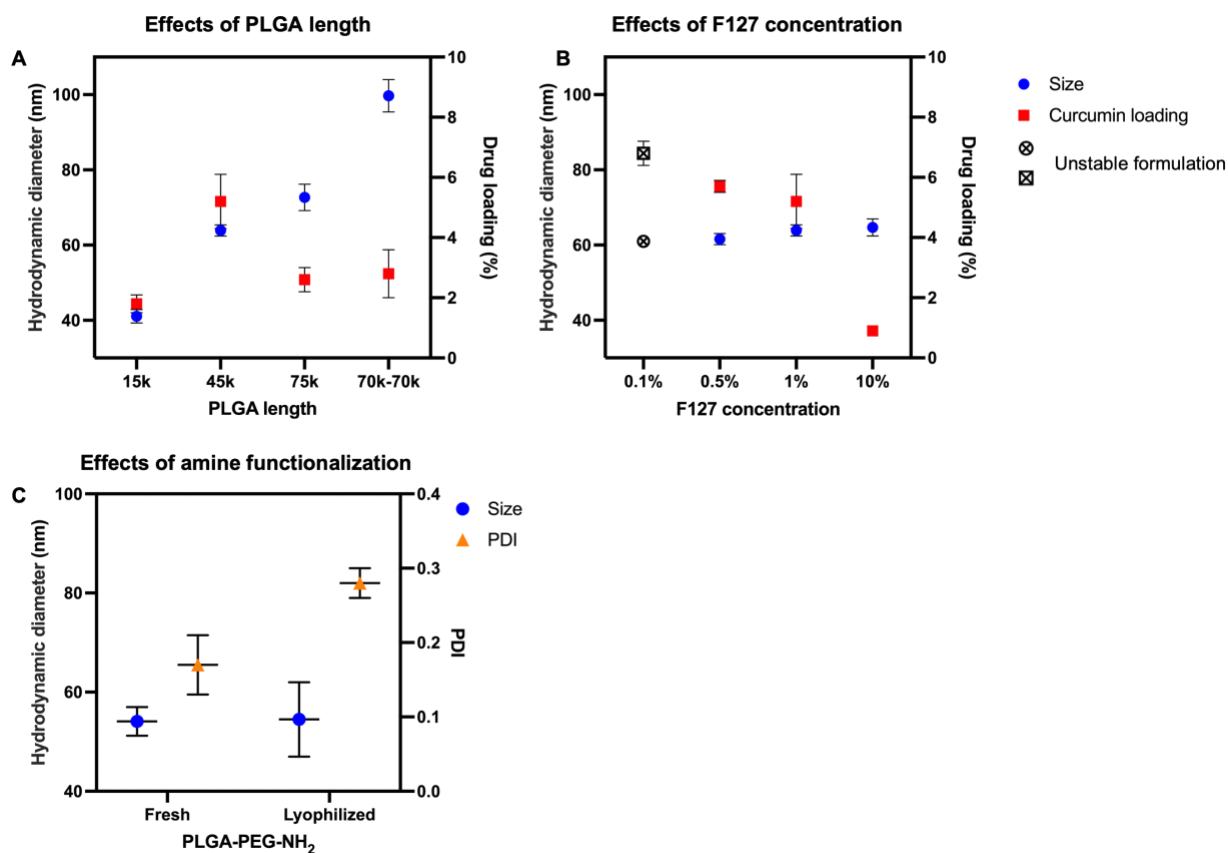 Effects of PLGA length
A
Hydrodynamic diameter (nm)
100
80
60
40
10
8
6
4
2
0
Drug loading (%)
15k 45k 75k 70k-70k
PLGA length
Effects of F127 concentration
B
Hydrodynamic diameter (nm)
100
80
60
40
10
8
6
4
2
0
Drug loading (%)
0.1% 0.5% 1% 10%
F127 concentration
Size
Curcumin loading
Unstable formulation
Effects of amine functionalization
C
Hydrodynamic diameter (nm)
100
80
60
40
0.4
0.3
0.2
0.1
0.0
PDI
Fresh Lyophilized
PLGA-PEG-NH₂
Size
PDI